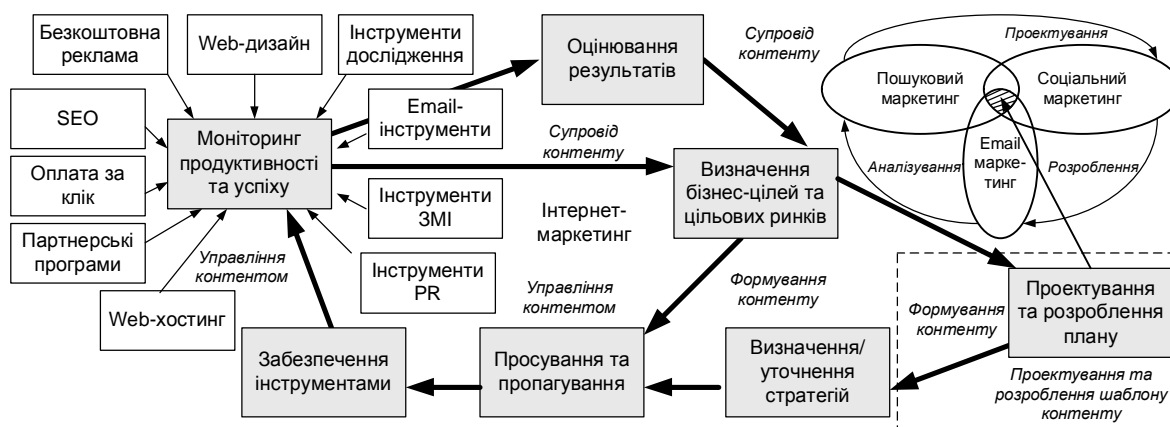 Безкоштовна
реклама
Web-дизайн
Інструменти
дослідження
SEO
Оплата за
клік
Партнерські
програми
Web-хостинг
Моніторинг
продуктивності
та успіху
Email-
інструменти
Інструменти
ЗМІ
Інструменти
PR
Управління
контентом
Оцінювання
результатів
Супровід
контенту
Супровід
контенту
Визначення
бізнес-цілей та
цільових ринків
Інтернет-
маркетинг
Формування
контенту
Управління
контентом
Забезпечення
інструментами
Просування та
пропагування
Визначення/
уточнення
стратегій
Проектування
Пошуковий
маркетинг
Соціальний
маркетинг
Email
марке-
тинг
Аналізування
Розроблення
Проектування
та розроблення
плану
Формування
контенту
Проектування та
розроблення шаблону
контенту